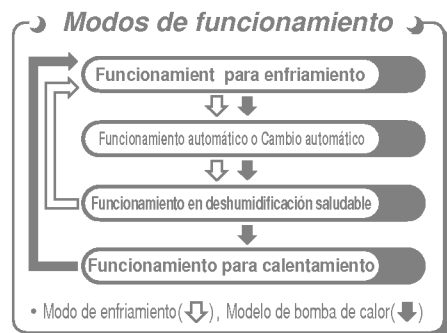 Modos de funcionamiento
Funcionamient para enfriamiento
Funcionamiento automático o Cambio automático
Funcionamiento en deshumidificación saludable
Funcionamiento para calentamiento
• Modo de enfriamiento(⇩), Modelo de bomba de calor(⬇)